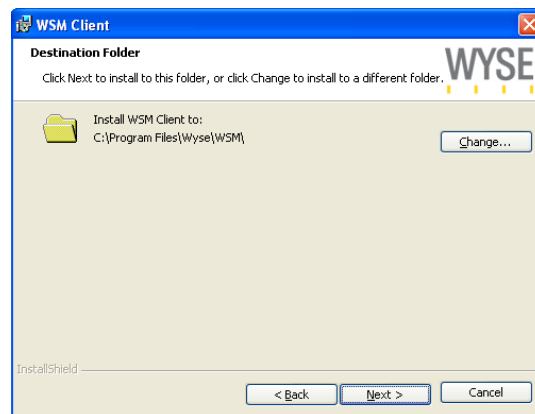 WSM Client
Destination Folder
Click Next to install to this folder, or click Change to install to a different folder.
WYSE
Install WSM Client to:
C:\Program Files\Wyse\WSM\
Change...
InstallShield
< Back
Next >
Cancel